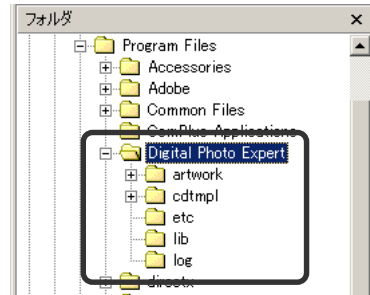 フォルダ
Program Files
Accessories
Adobe
Common Files
ComPlus Applications
Digital Photo Expert
artwork
cdtmpl
etc
lib
log
directx